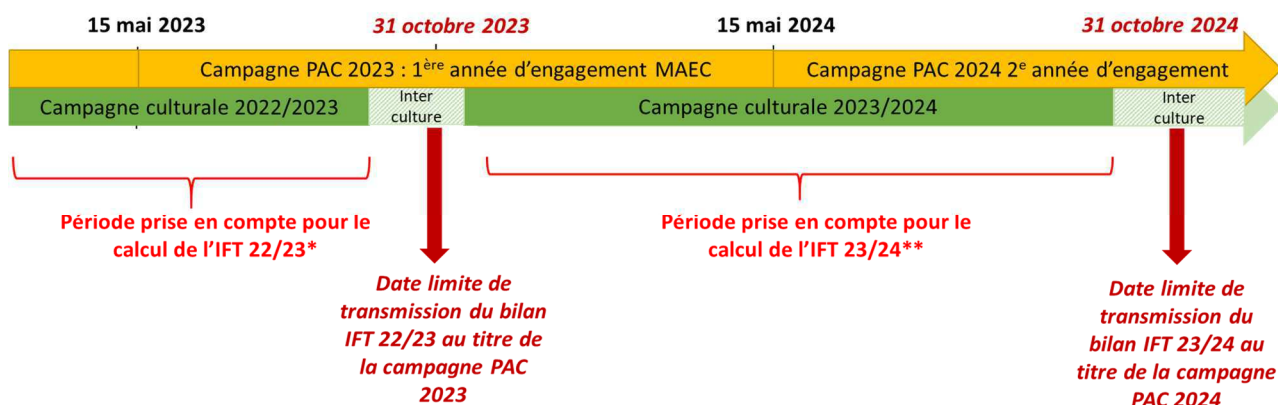 15 mai 2023
31 octobre 2023
15 mai 2024
31 octobre 2024
Campagne PAC 2023 : 1ère année d'engagement MAEC
Campagne PAC 2024 2e année d'engagement
Campagne culturale 2022/2023
Inter
culture
Campagne culturale 2023/2024
Inter
culture
Période prise en compte pour le
calcul de l'IFT 22/23*
Période prise en compte pour le
calcul de l'IFT 23/24**
Date limite de
transmission du bilan
IFT 22/23 au titre de
la campagne PAC
2023
Date limite de
transmission du
bilan IFT 23/24 au
titre de la campagne
PAC 2024